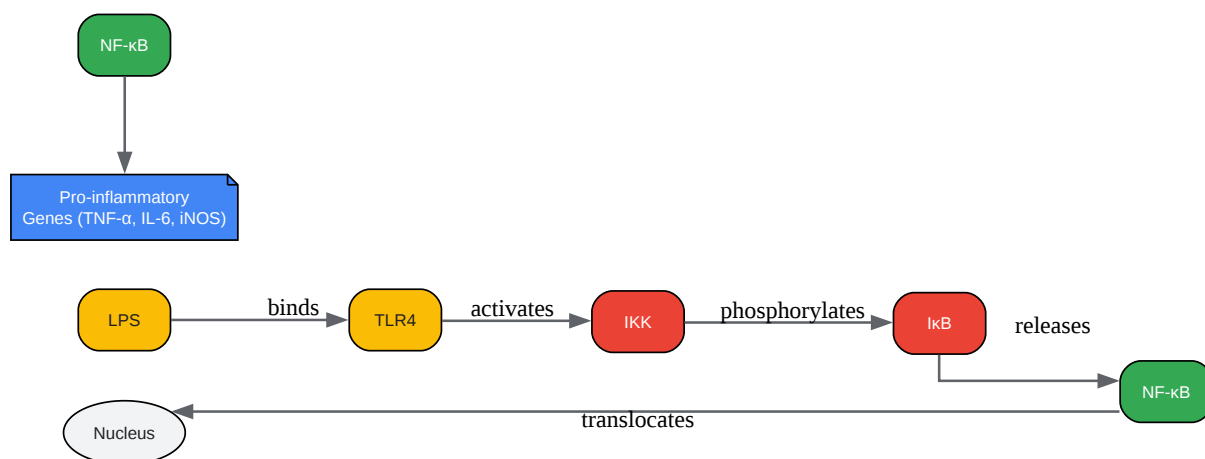 NF-κB
Pro-inflammatory
Genes (TNF-α, IL-6, iNOS)
LPS
binds
TLR4
activates
IKK
phosphorylates
IκB
releases
NF-κB
translocates
Nucleus